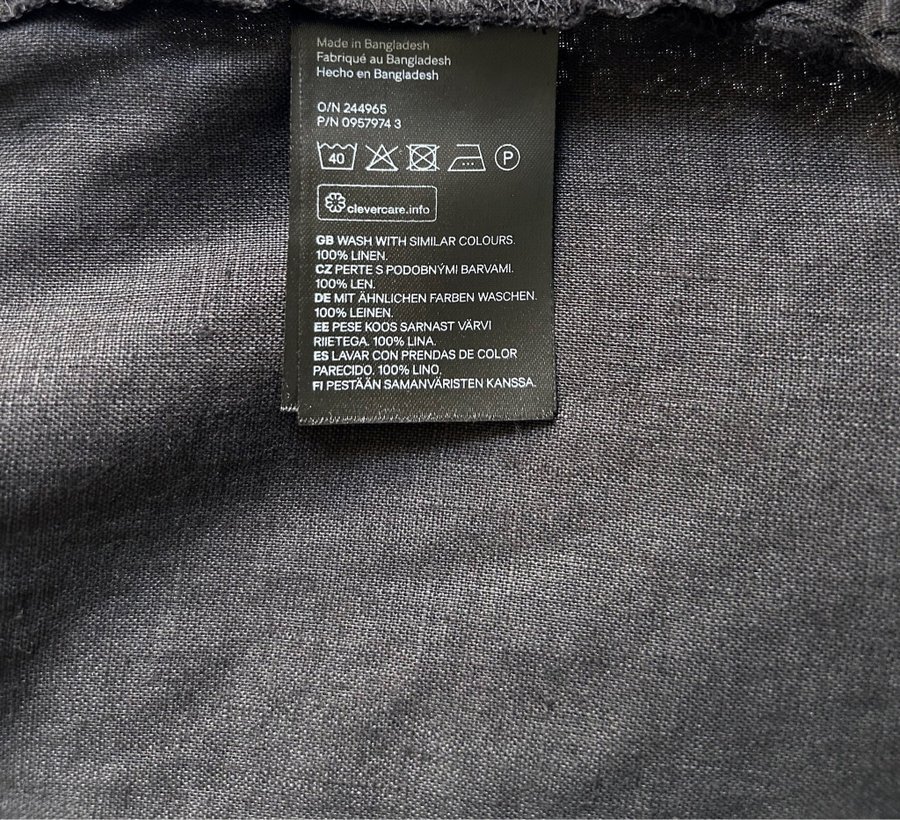 Made in Bangladesh
Fabriqué au Bangladesh
Hecho en Bangladesh
O/N 244965
P/N 0957974 3
40 P
clevercare.info
GB WASH WITH SIMILAR COLOURS.
100% LINEN.
CZ PERTE S PODOBNÝMI BARVAMI.
100% LEN.
DE MIT ÄHNLICHEN FARBEN WASCHEN.
100% LEINEN.
EE PESE KOOS SARNAST VÄRVI
RIIETEGA. 100% LINA.
ES LAVAR CON PRENDAS DE COLOR
PARECIDO. 100% LINO.
FI PESTÄÄN SAMANVÄRISTEN KANSSA.